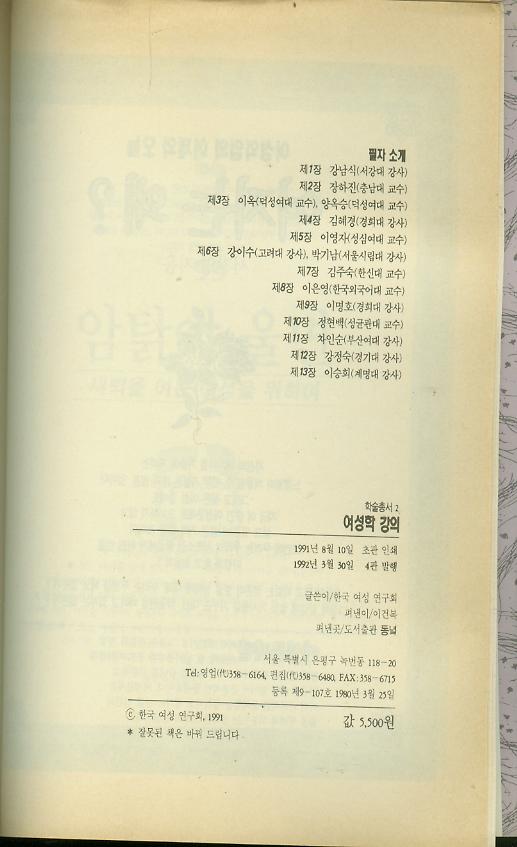 필자 소개
제1장 강남식(서강대 강사)
제2장 장하진(충남대 교수)
제3장 이옥(덕성여대 교수), 양옥승(덕성여대 교수)
제4장 김혜경(경희대 강사)
제5장 이영자(성심여대 교수)
제6장 강이수(고려대 강사), 박기남(서울시립대 강사)
제7장 김주숙(한신대 교수)
제8장 이은영(한국외국어대 교수)
제9장 이명호(경희대 강사)
제10장 정현백(성균관대 교수)
제11장 차인순(부산여대 강사)
제12장 강정숙(경기대 강사)
제13장 이승희(계명대 강사)
학술총서 2
여성학 강의
1991년 8월 10일 초판 인쇄
1992년 3월 30일 4판 발행
글쓴이/한국 여성 연구회
펴낸이/이건복
펴낸곳/도서출판 동녘
서울 특별시 은평구 녹번동 118-20
Tel:영업(代)358-6164, 편집(代)358-6480, FAX:358-6715
등록 제9-107호 1980년 3월 25일
ⓒ 한국 여성 연구회, 1991
값 5,500원
* 잘못된 책은 바꿔 드립니다